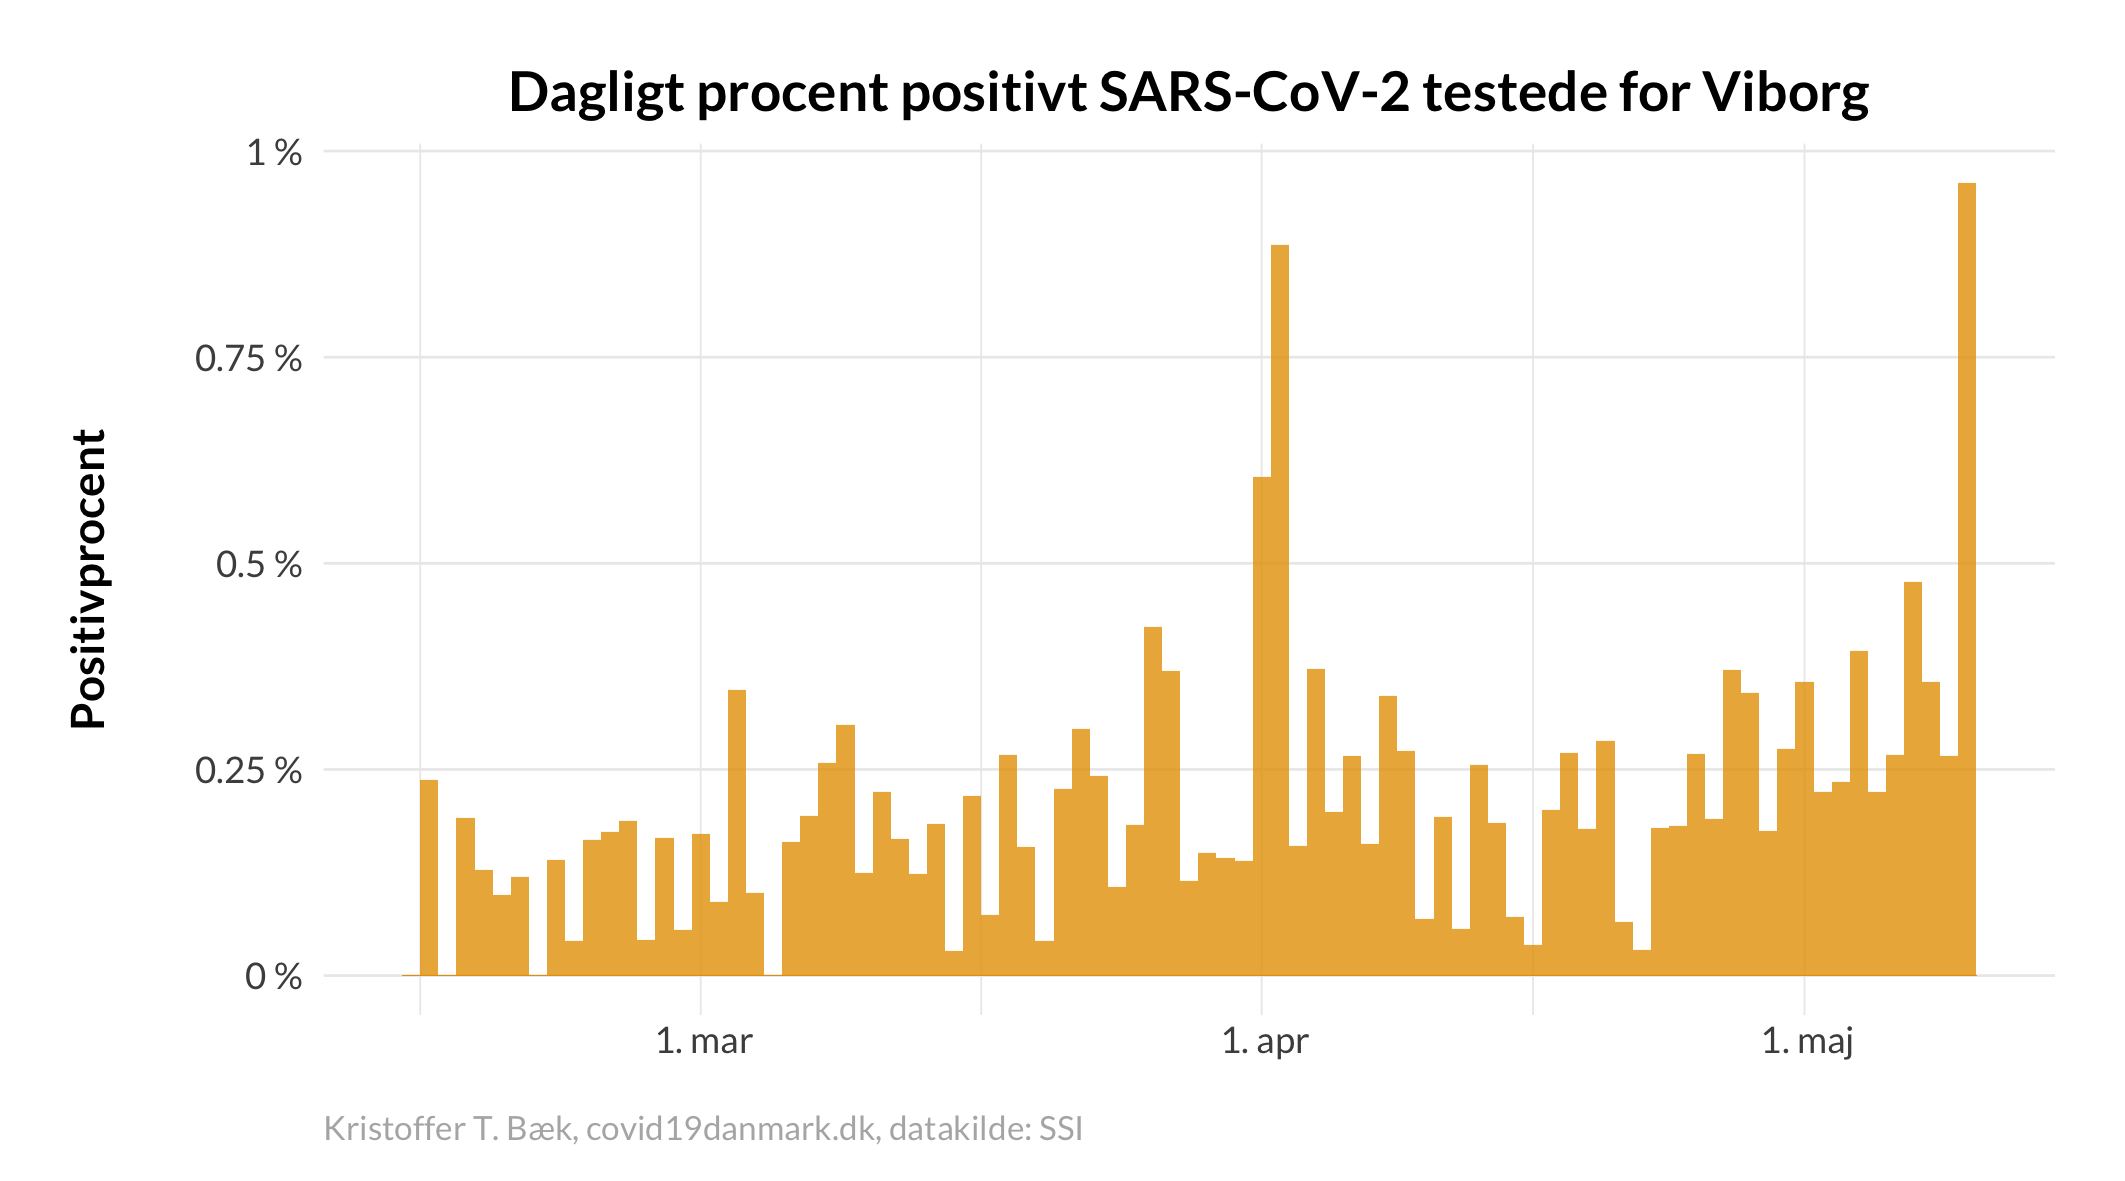 Dagligt procent positivt SARS-CoV-2 testede for Viborg
1 %
0.75 %
0.5 %
0.25 %
0 %
Positivprocent
1. mar
1. apr
1. maj
Kristoffer T. Bæk, covid19danmark.dk, datakilde: SSI